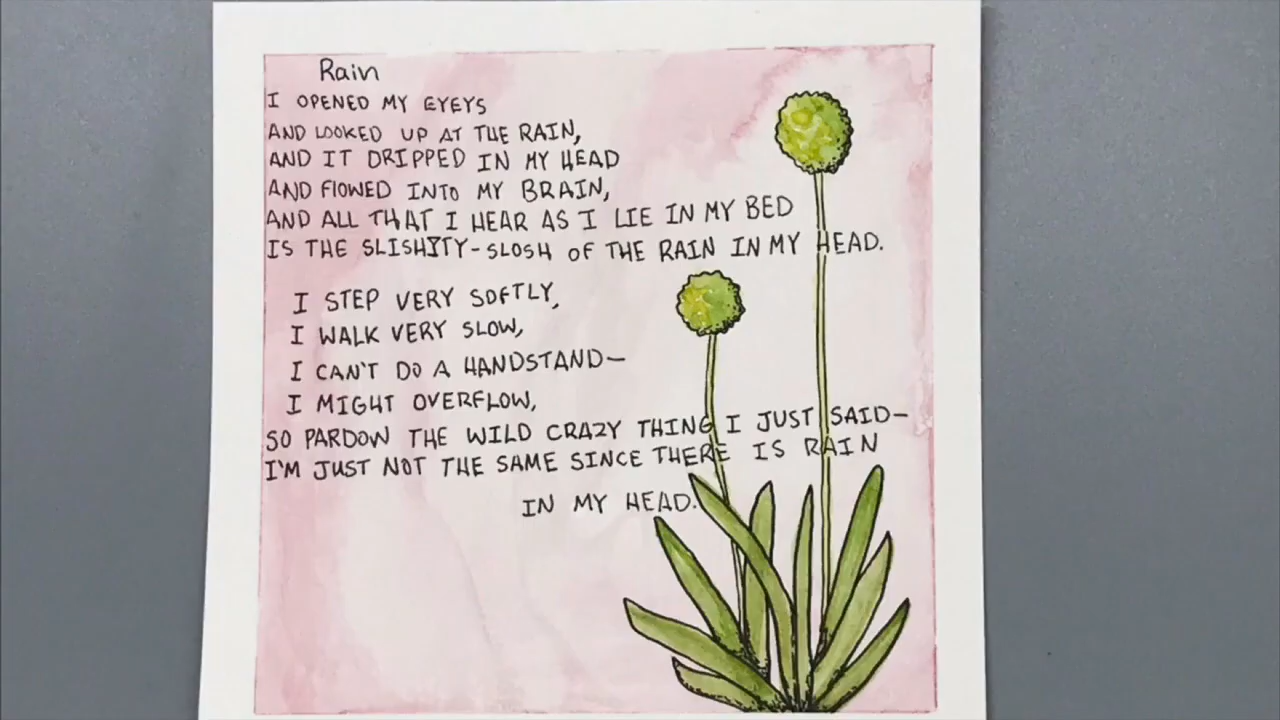 Rain
I OPENED MY EYEYS
AND LOOKED UP AT THE RAIN,
AND IT DRIPPED IN MY HEAD
AND FlOWED INTO MY BRAIN,
AND ALL THAT I HEAR AS I LIE IN MY BED
IS THE SLISHITY-SLOSH OF THE RAIN IN MY HEAD.
I STEP VERY SOFTLY,
I WALK VERY SLOW,
I CAN'T DO A HANDSTAND—
I MIGHT OVERFLOW,
SO PARDOW THE WILD CRAZY THING I JUST SAID—
I'M JUST NOT THE SAME SINCE THERE IS RAIN
IN MY HEAD.